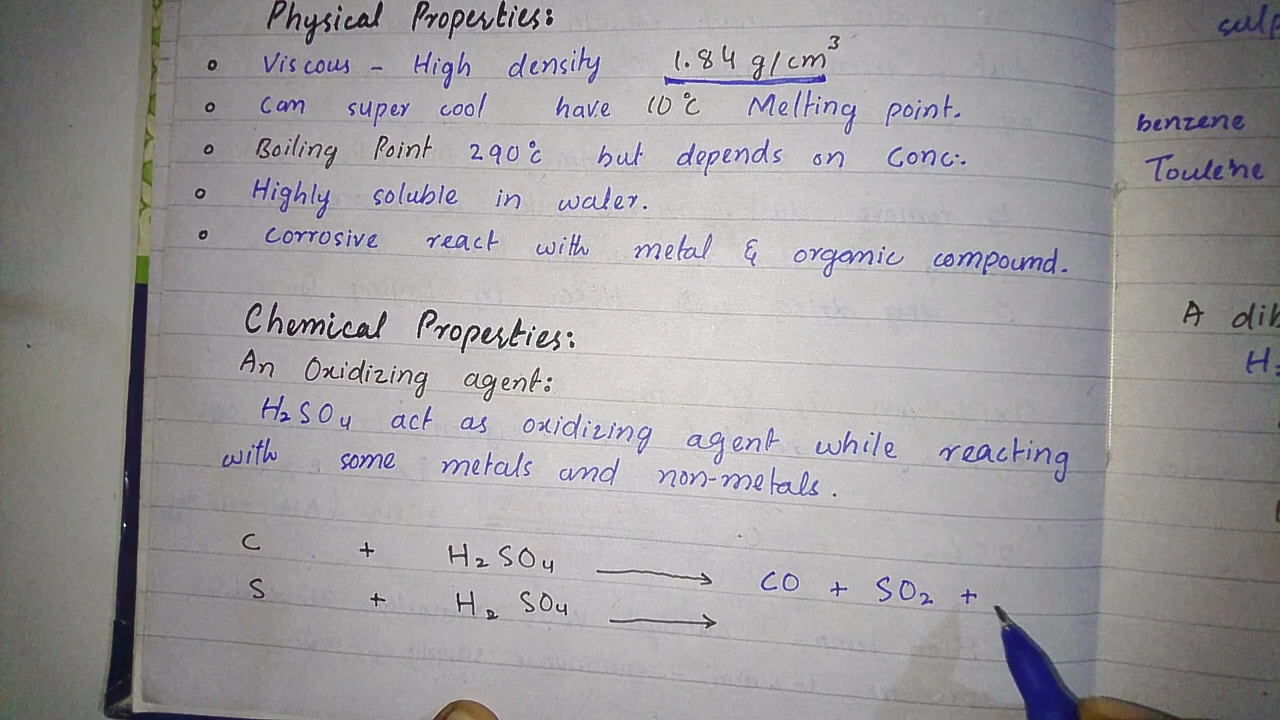 Physical Properties:
∘ Viscous - High density 1.84 g/cm³
∘ Can super cool have 10°c Melting point.
∘ Boiling Point 290°c but depends on Conc:.
∘ Highly soluble in water.
∘ corrosive react with metal & organic compound.
Chemical Properties:
An Oxidizing agent:
H₂SO₄ act as oxidizing agent while reacting
with some metals and non-metals.
C + H₂SO₄ → CO + SO₂ +
S + H₂SO₄ →
benzene
Toulene
A
H₂